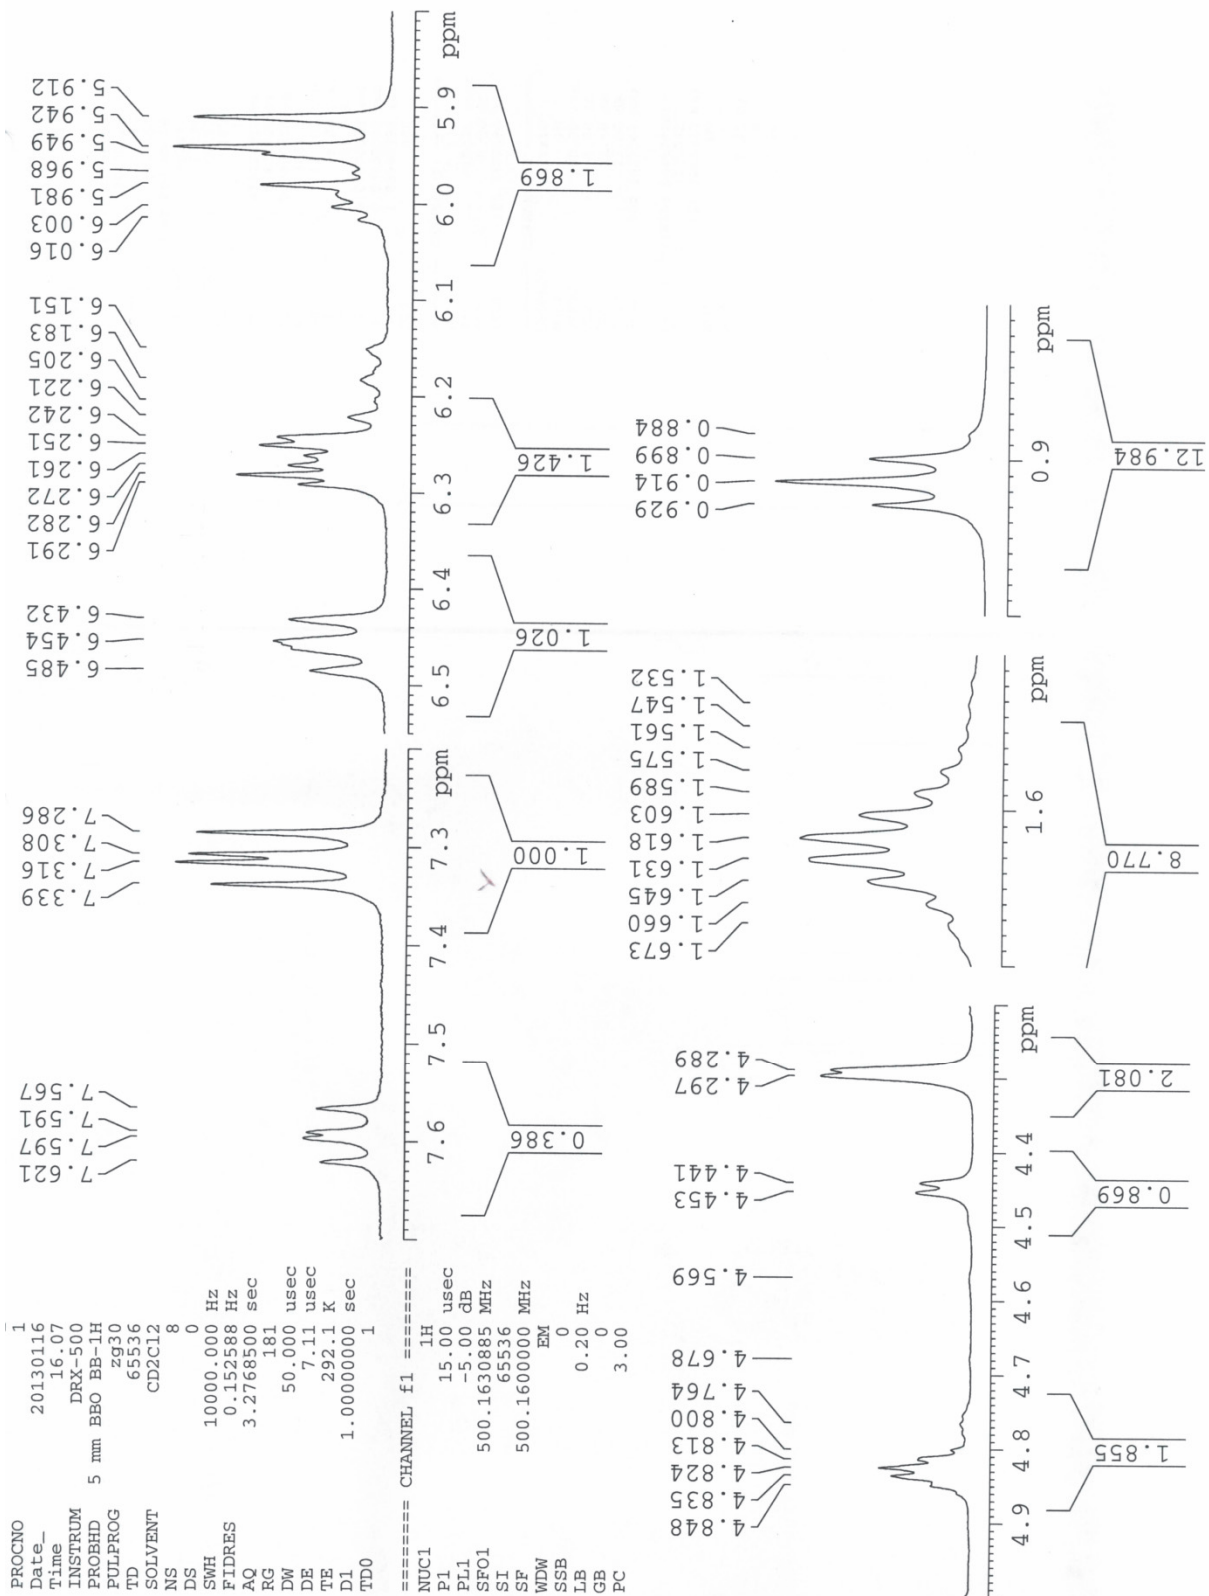 PROCNO 1
Date_ 20130116
Time 16.07
INSTRUM DRX-500
PROBHD 5 mm BBO BB-1H
PULPROG zg30
TD 65536
SOLVENT CD2Cl2
NS 8
DS 0
SWH 10000.000 Hz
FIDRES 0.152588 Hz
AQ 3.2768500 sec
RG 181
DW 50.000 usec
DE 7.11 usec
TE 292.1 K
D1 1.00000000 sec
TD0 1
======== CHANNEL f1 ========
NUC1 1H
P1 15.00 usec
PL1 -5.00 dB
SFO1 500.1630885 MHz
SI 65536
SF 500.1600000 MHz
WDW EM
SSB 0
LB 0.20 Hz
GB 0
PC 3.00
7.621
7.597
7.591
7.567
7.339
7.316
7.308
7.286
7.6 7.5 7.4 7.3 ppm
0.386
1.000
6.485
6.454
6.432
6.291
6.282
6.272
6.261
6.251
6.242
6.221
6.205
6.183
6.151
6.016
6.003
5.981
5.968
5.949
5.942
5.912
6.5 6.4 6.3 6.2 6.1 6.0 5.9 ppm
1.026
1.426
1.869
4.848
4.835
4.824
4.813
4.800
4.764
4.678
4.569
4.453
4.441
4.297
4.289
4.9 4.8 4.7 4.6 4.5 4.4 ppm
1.855
0.869
2.081
1.673
1.660
1.645
1.631
1.618
1.603
1.589
1.575
1.561
1.547
1.532
1.6 ppm
8.770
0.929
0.914
0.899
0.884
0.9 ppm
12.984